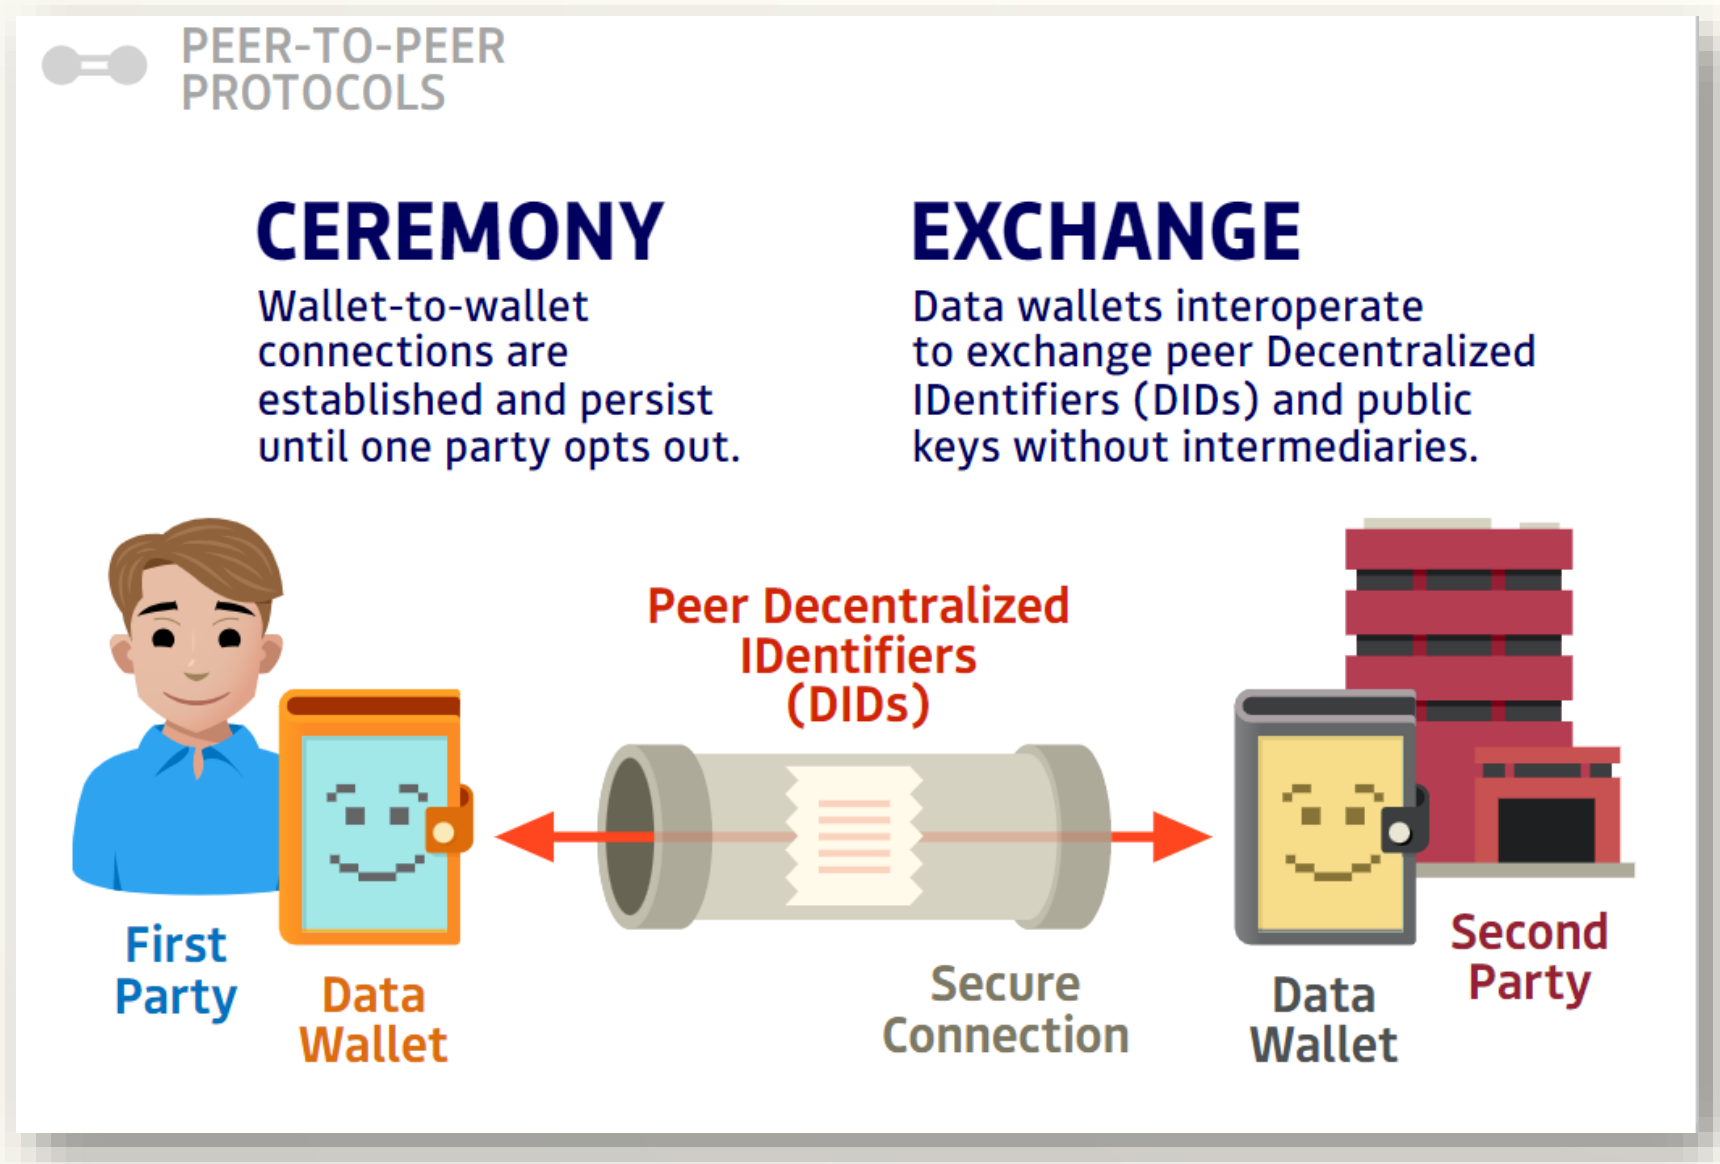 PEER-TO-PEER
PROTOCOLS
CEREMONY
Wallet-to-wallet
connections are
established and persist
until one party opts out.
EXCHANGE
Data wallets interoperate
to exchange peer Decentralized
IDentifiers (DIDs) and public
keys without intermediaries.
Peer Decentralized
IDentifiers
(DIDs)
First
Party
Data
Wallet
Secure
Connection
Data
Wallet
Second
Party